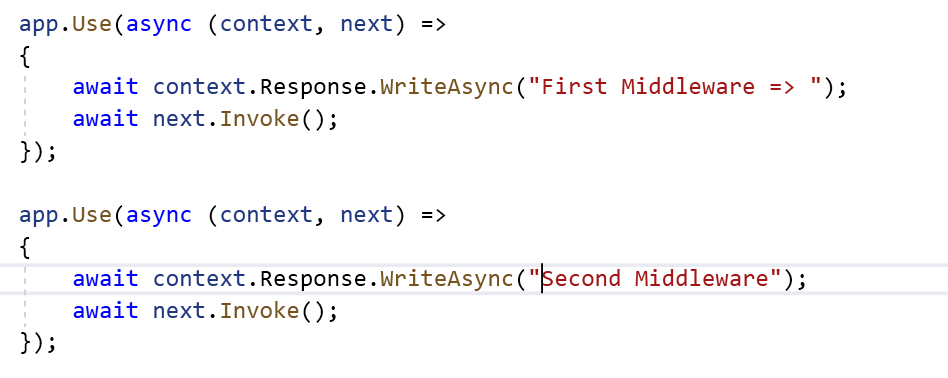 app.Use(async (context, next) =>
{
    await context.Response.WriteAsync("First Middleware => ");
    await next.Invoke();
});

app.Use(async (context, next) =>
{
    await context.Response.WriteAsync("Second Middleware");
    await next.Invoke();
});